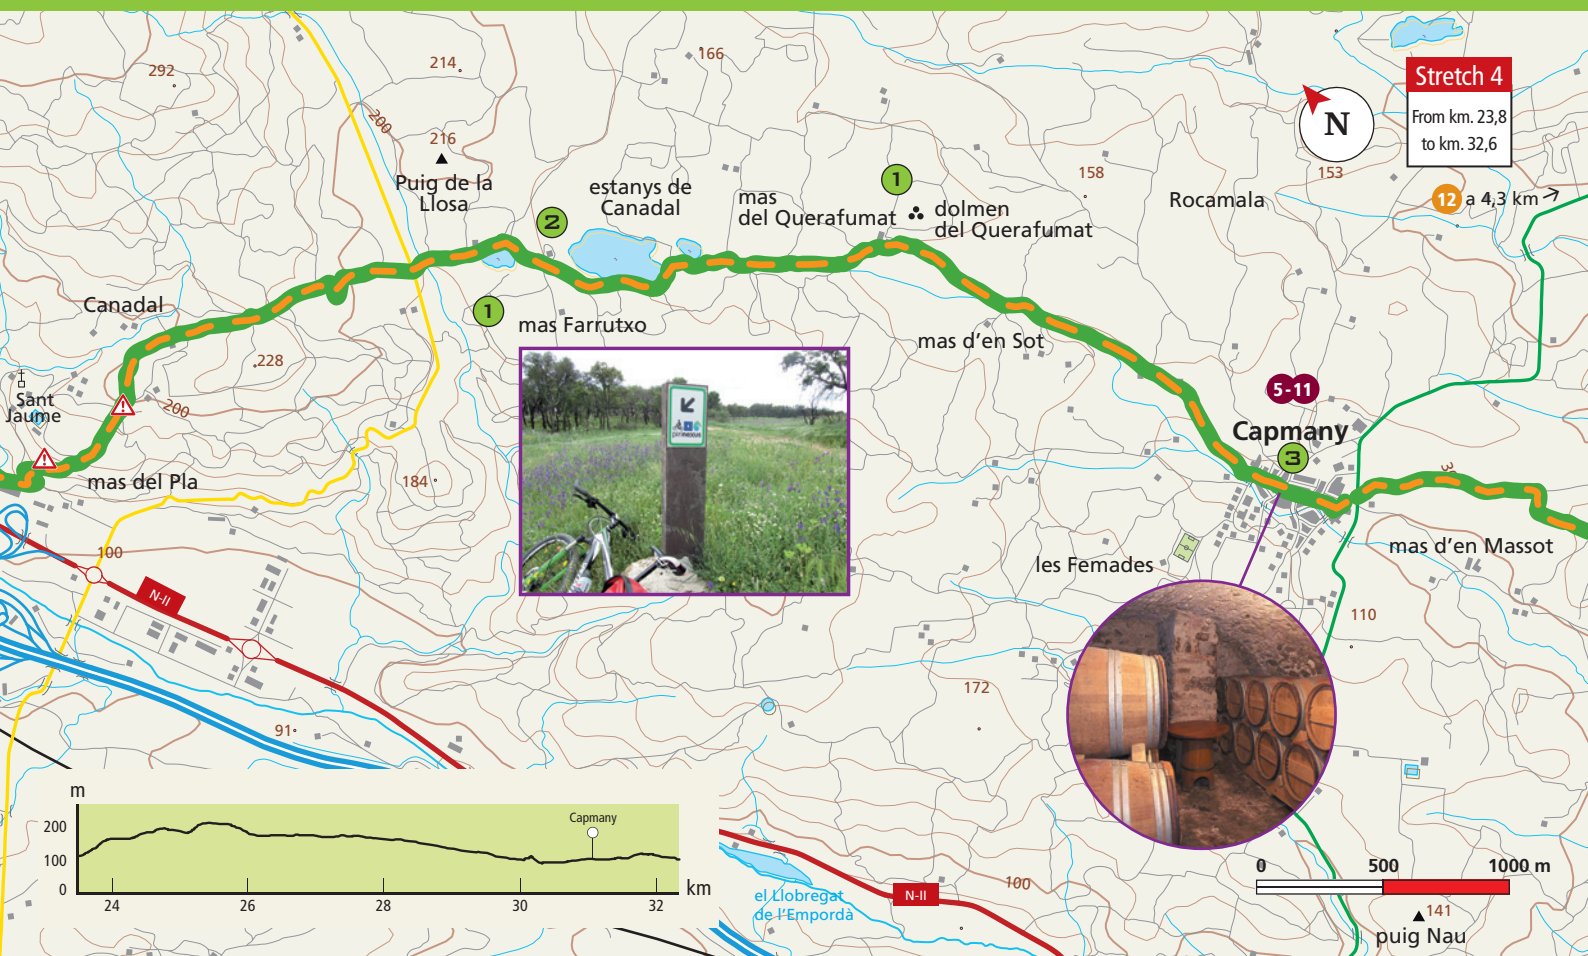 292
214
166
Stretch 4
From km. 23,8
to km. 32,6
N
200
216
Puig de la
Llosa
estanys de
Canadal
2
1
mas
del Querafumat
dolmen
del Querafumat
158
Rocamala
153
12 a 4,3 km
Canadal
1
mas Farrutxo
mas d'en Sot
228
Sant
Jaume
200
5-11
Capmany
3
mas del Pla
184
mas d'en Massot
100
N-II
les Femades
110
172
91
m
200
100
0
Capmany
km
24
26
28
30
32
el Llobregat
de l'Empordà
N-II
100
0
500
1000 m
141
puig Nau